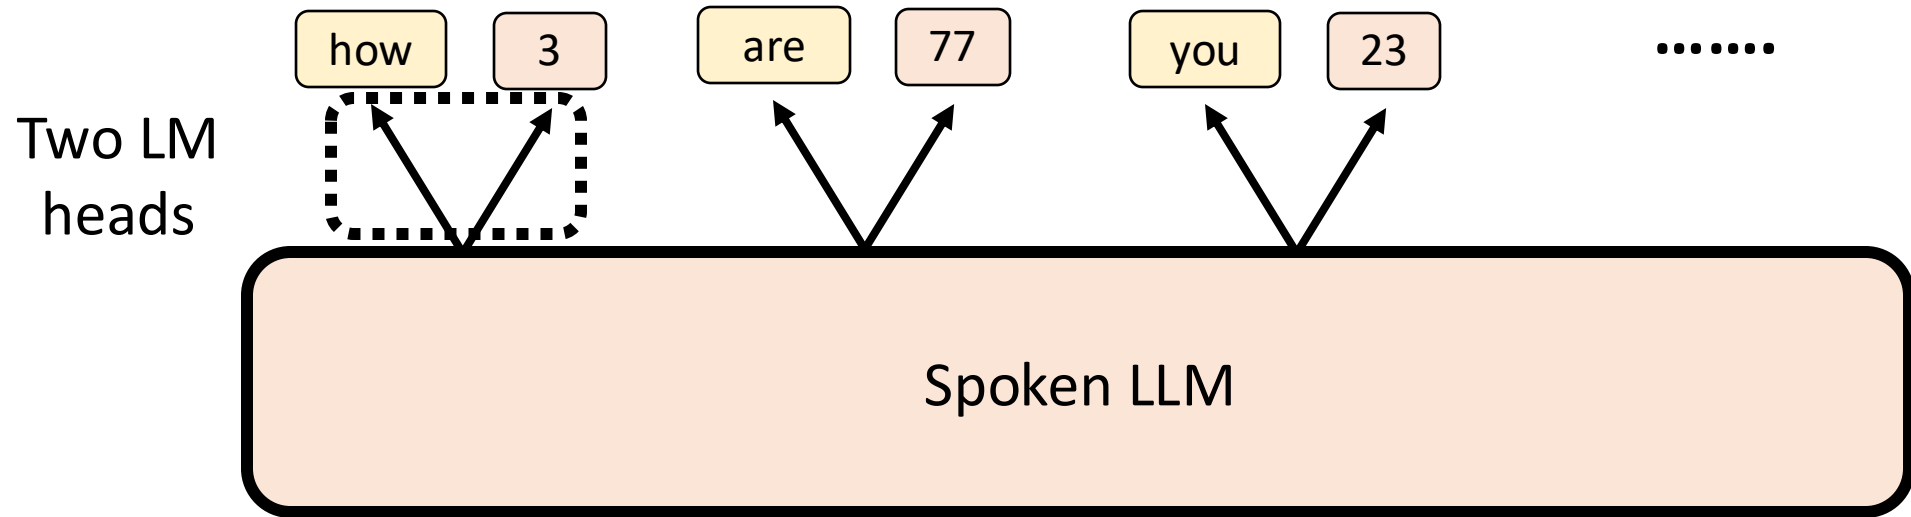 how 3 are 77 you 23 .......
Two LM
heads
Spoken LLM